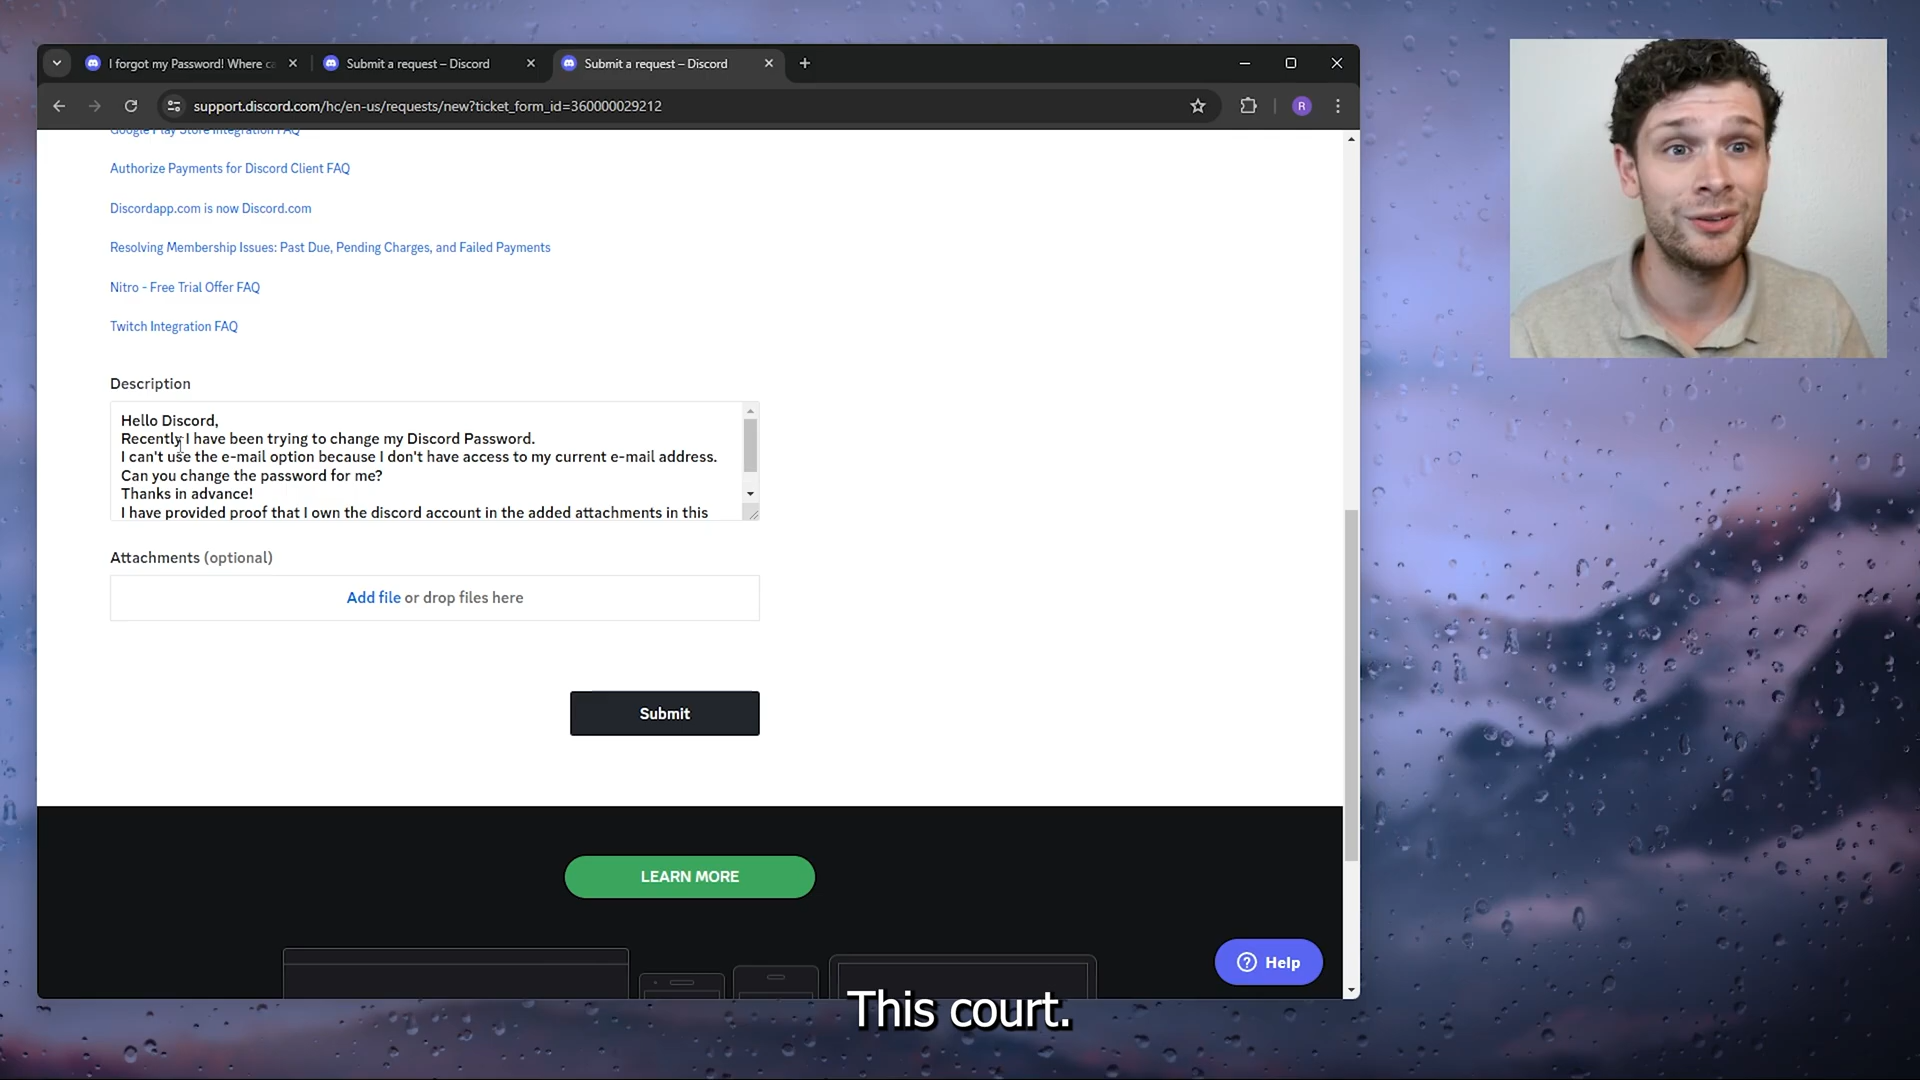 I forgot my Password! Where ca
Submit a request – Discord
Submit a request – Discord
support.discord.com/hc/en-us/requests/new?ticket_form_id=360000029212
R
Google Play Store Integration FAQ
Authorize Payments for Discord Client FAQ
Discordapp.com is now Discord.com
Resolving Membership Issues: Past Due, Pending Charges, and Failed Payments
Nitro - Free Trial Offer FAQ
Twitch Integration FAQ
Description
Hello Discord,
Recently I have been trying to change my Discord Password.
I can't use the e-mail option because I don't have access to my current e-mail address.
Can you change the password for me?
Thanks in advance!
I have provided proof that I own the discord account in the added attachments in this
Attachments (optional)
Add file or drop files here
Submit
LEARN MORE
Help
This court.